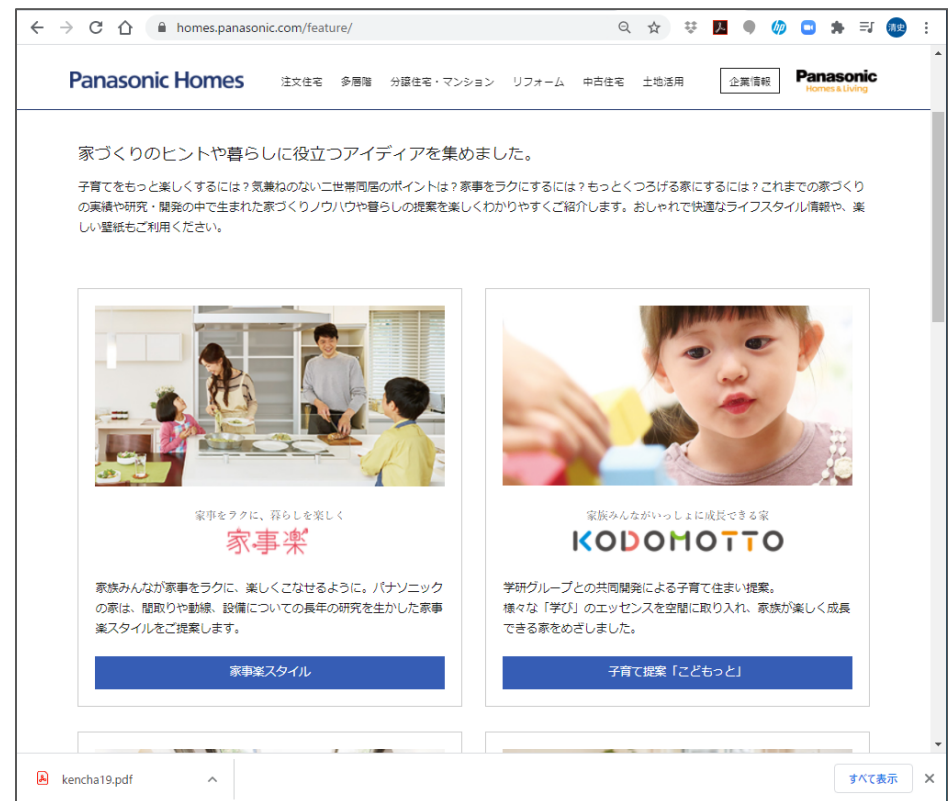 homes.panasonic.com/feature/
清史
Panasonic Homes
注文住宅 多層階 分譲住宅・マンション リフォーム 中古住宅 土地活用 企業情報 Panasonic
Homes & Living
家づくりのヒントや暮らしに役立つアイディアを集めました。
子育てをもっと楽しくするには？気兼ねのない二世帯同居のポイントは？家事をラクにするには？もっとくつろげる家にするには？これまでの家づくり
の実績や研究・開発の中で生まれた家づくりノウハウや暮らしの提案を楽しくわかりやすくご紹介します。おしゃれで快適なライフスタイル情報や、楽
しい壁紙もご利用ください。
家事をラクに、暮らしを楽しく
家事楽
家族みんなが家事をラクに、楽しくこなせるように。パナソニック
の家は、間取りや動線、設備についての長年の研究を生かした家事
楽スタイルをご提案します。
家事楽スタイル
家族みんながいっしょに成長できる家
KODOMOTTO
学研グループとの共同開発による子育て住まい提案。
様々な「学び」のエッセンスを空間に取り入れ、家族が楽しく成長
できる家をめざしました。
子育て提案「こどもっと」
kencha19.pdf
すべて表示